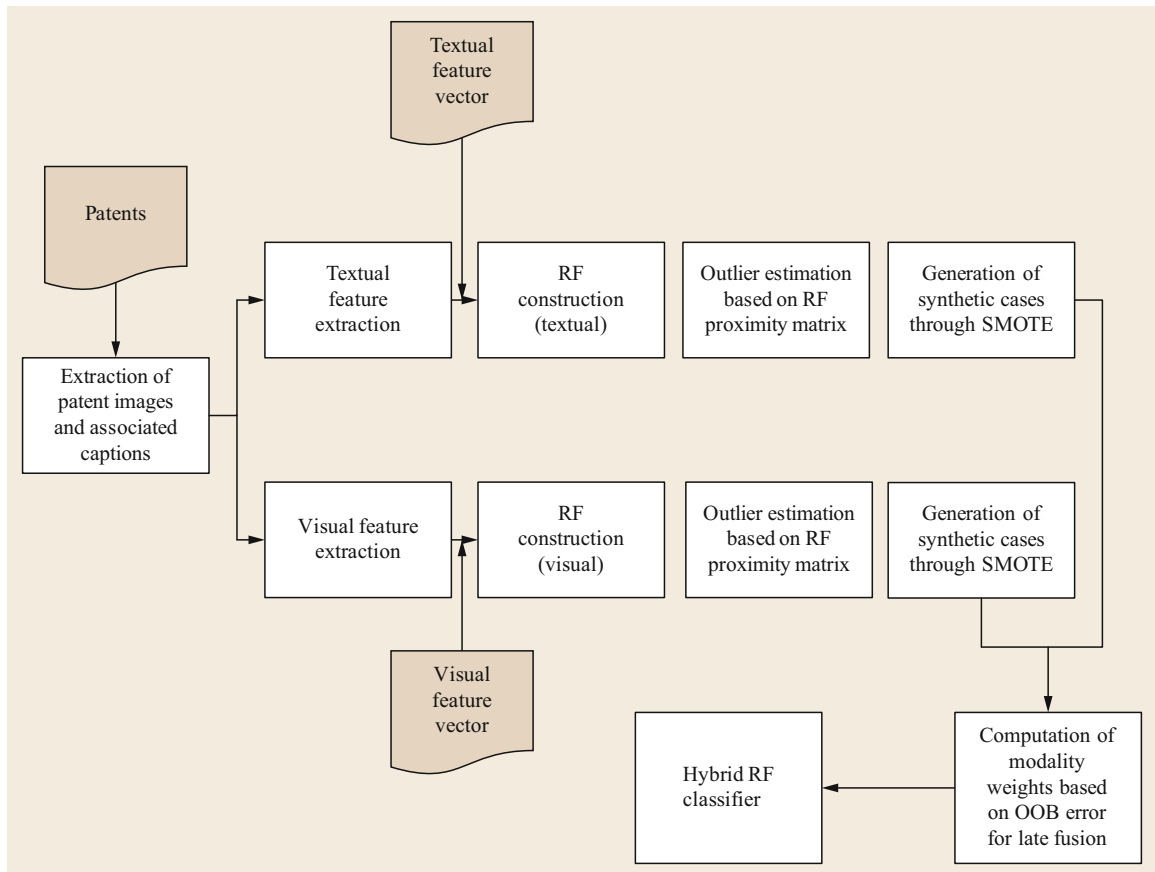 Textual
feature
vector
Patents
Extraction of
patent images
and associated
captions
Textual
feature
extraction
RF
construction
(textual)
Outlier estimation
based on RF
proximity matrix
Generation of
synthetic cases
through SMOTE
Visual feature
extraction
RF
construction
(visual)
Outlier estimation
based on RF
proximity matrix
Generation of
synthetic cases
through SMOTE
Visual
feature
vector
Hybrid RF
classifier
Computation of
modality
weights based
on OOB error
for late fusion